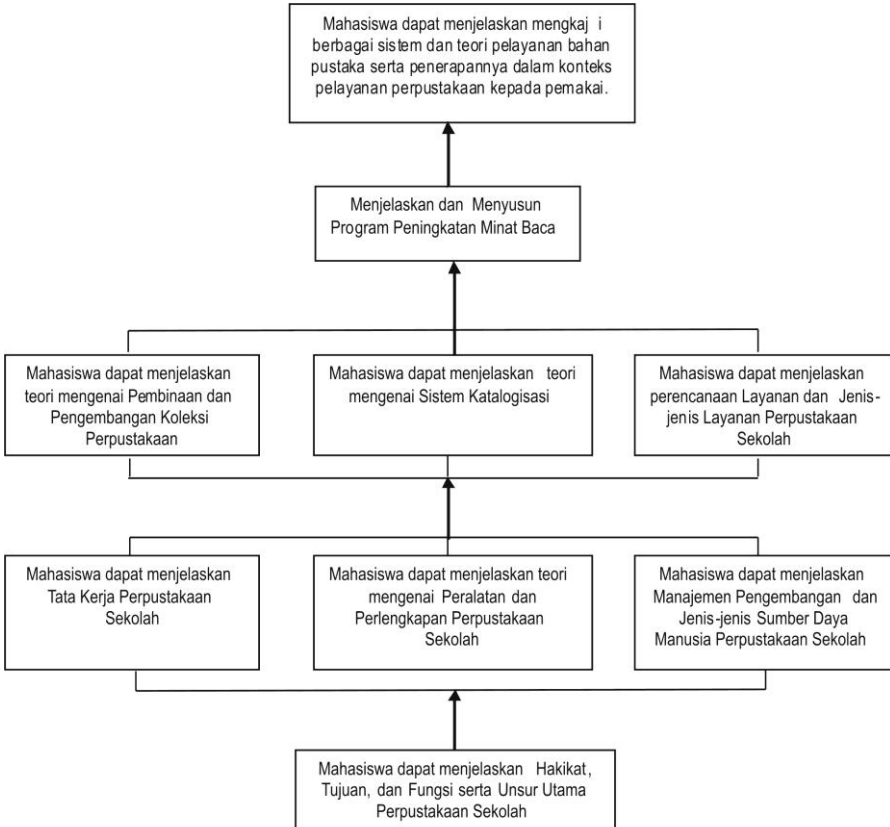 Mahasiswa dapat menjelaskan mengkaj i
berbagai sistem dan teori pelayanan bahan
pustaka serta penerapannya dalam konteks
pelayanan perpustakaan kepada pemakai.
Menjelaskan dan Menyusun
Program Peningkatan Minat Baca
Mahasiswa dapat menjelaskan
teori mengenai Pembinaan dan
Pengembangan Koleksi
Perpustakaan
Mahasiswa dapat menjelaskan teori
mengenai Sistem Katalogisasi
Mahasiswa dapat menjelaskan
perencanaan Layanan dan Jenis-
jenis Layanan Perpustakaan
Sekolah
Mahasiswa dapat menjelaskan
Tata Kerja Perpustakaan
Sekolah
Mahasiswa dapat menjelaskan teori
mengenai Peralatan dan
Perlengkapan Perpustakaan
Sekolah
Mahasiswa dapat menjelaskan
Manajemen Pengembangan dan
Jenis-jenis Sumber Daya
Manusia Perpustakaan Sekolah
Mahasiswa dapat menjelaskan Hakikat,
Tujuan, dan Fungsi serta Unsur Utama
Perpustakaan Sekolah